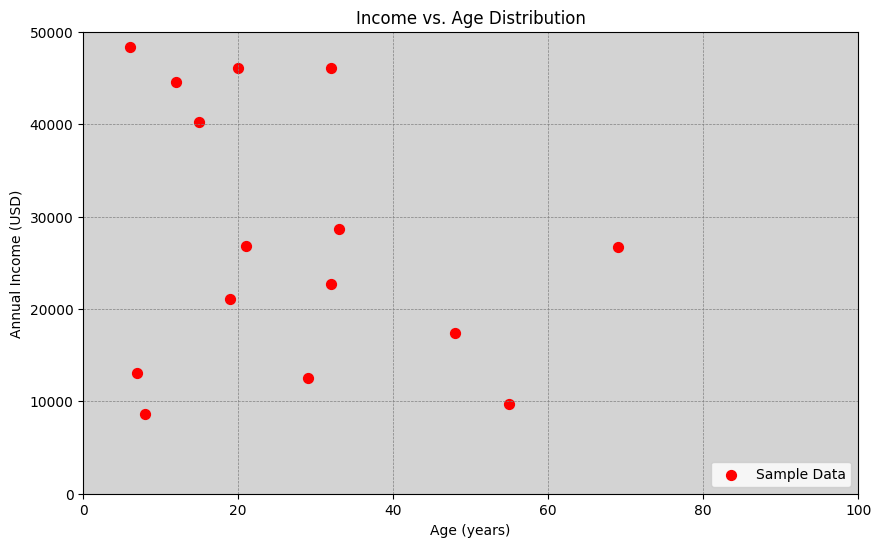 Income vs. Age Distribution
50000
40000
30000
20000
10000
0
Annual Income (USD)
0 20 40 60 80 100
Age (years)
Sample Data